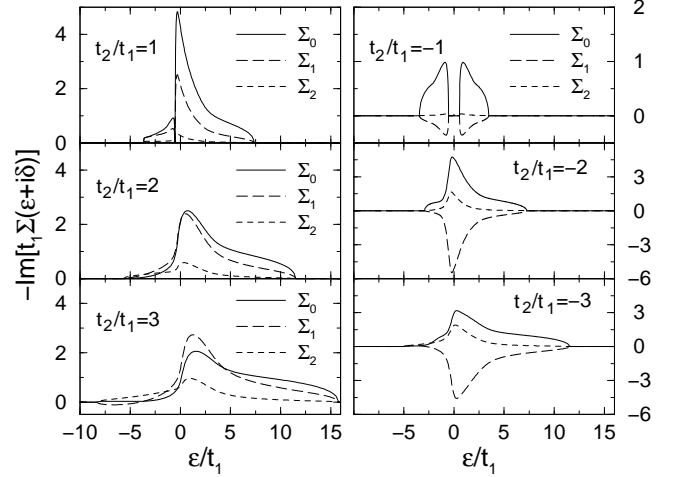 −Im[t₁Σ(ε+iδ)]
t₂/t₁=1
Σ₀
Σ₁
Σ₂
4
2
0
t₂/t₁=−1
Σ₀
Σ₁
Σ₂
2
1
0
t₂/t₁=2
Σ₀
Σ₁
Σ₂
4
2
0
t₂/t₁=−2
3
0
−3
−6
t₂/t₁=3
Σ₀
Σ₁
Σ₂
4
2
0
t₂/t₁=−3
3
0
−3
−6
−10 −5 0 5 10 15
−5 0 5 10 15
ε/t₁
ε/t₁